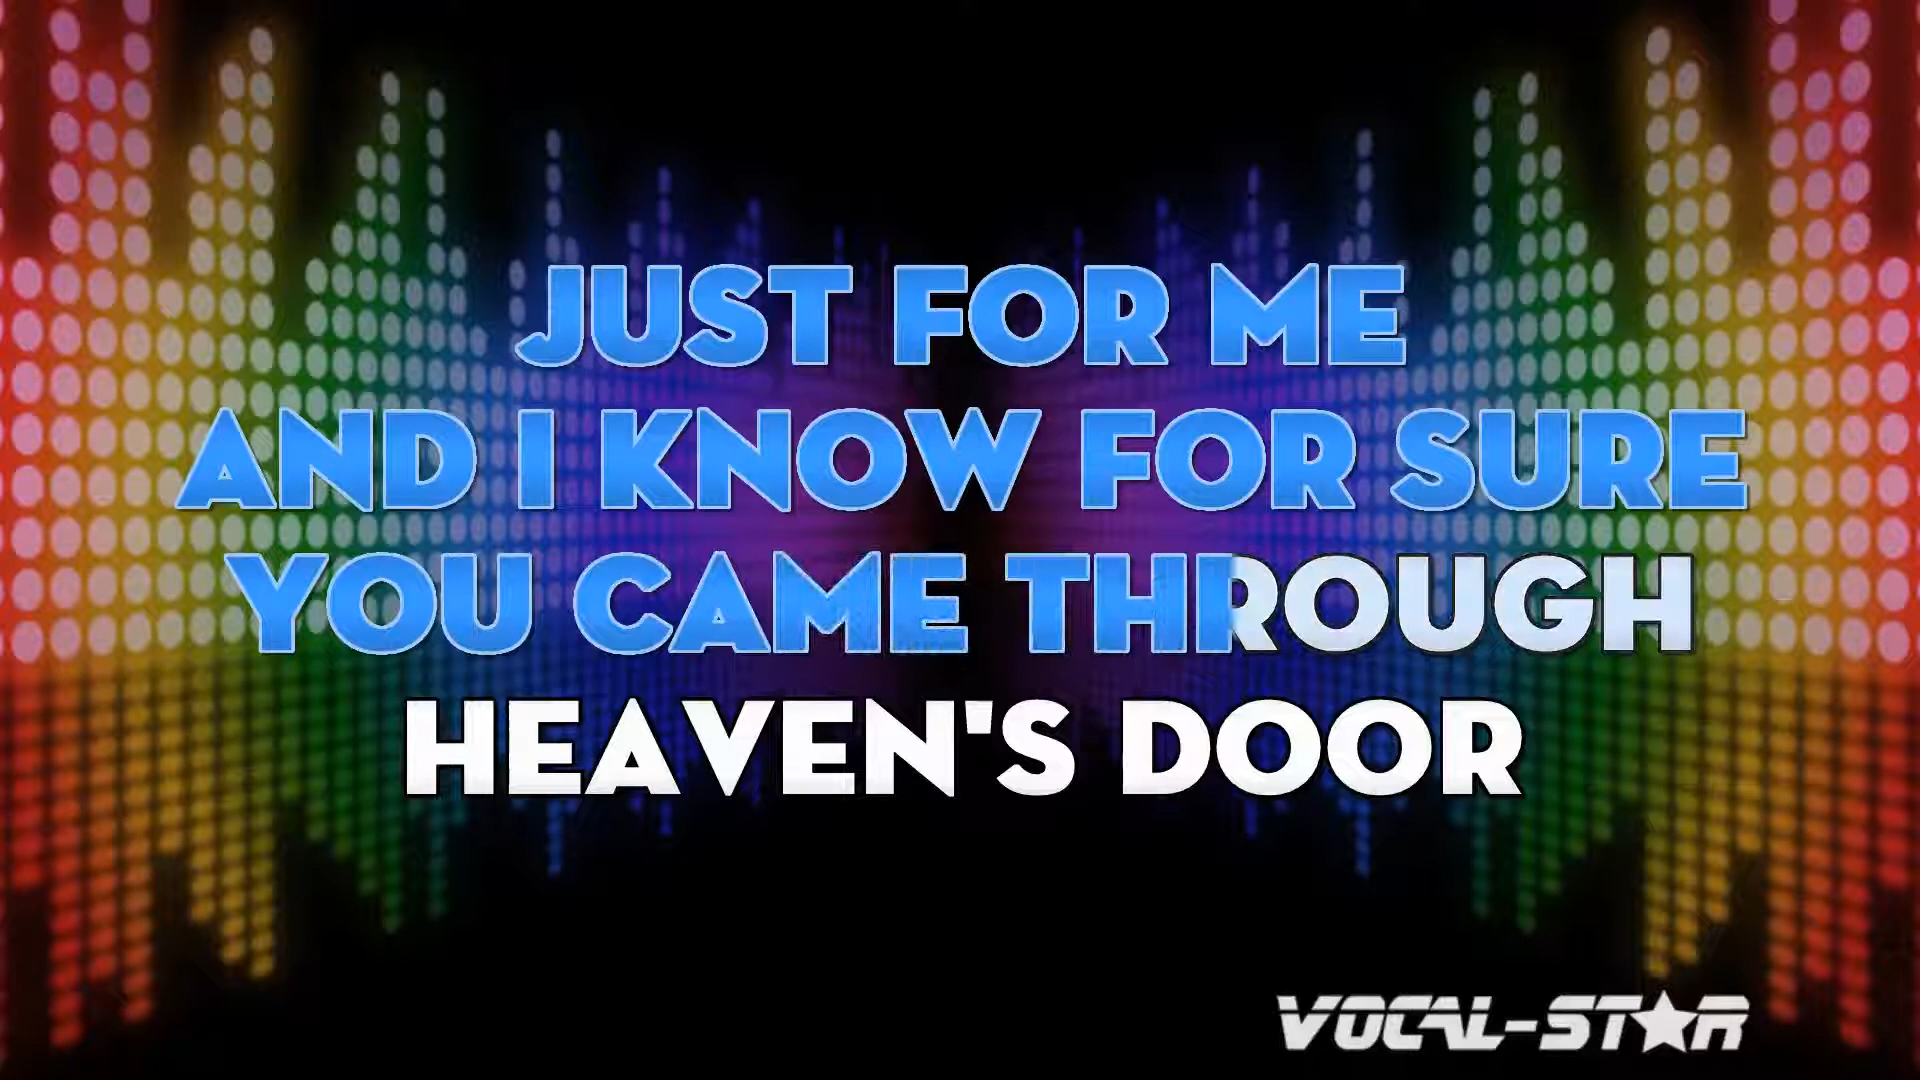 JUST FOR ME
AND I KNOW FOR SURE
YOU CAME THROUGH
HEAVEN'S DOOR
VOCAL-STAR